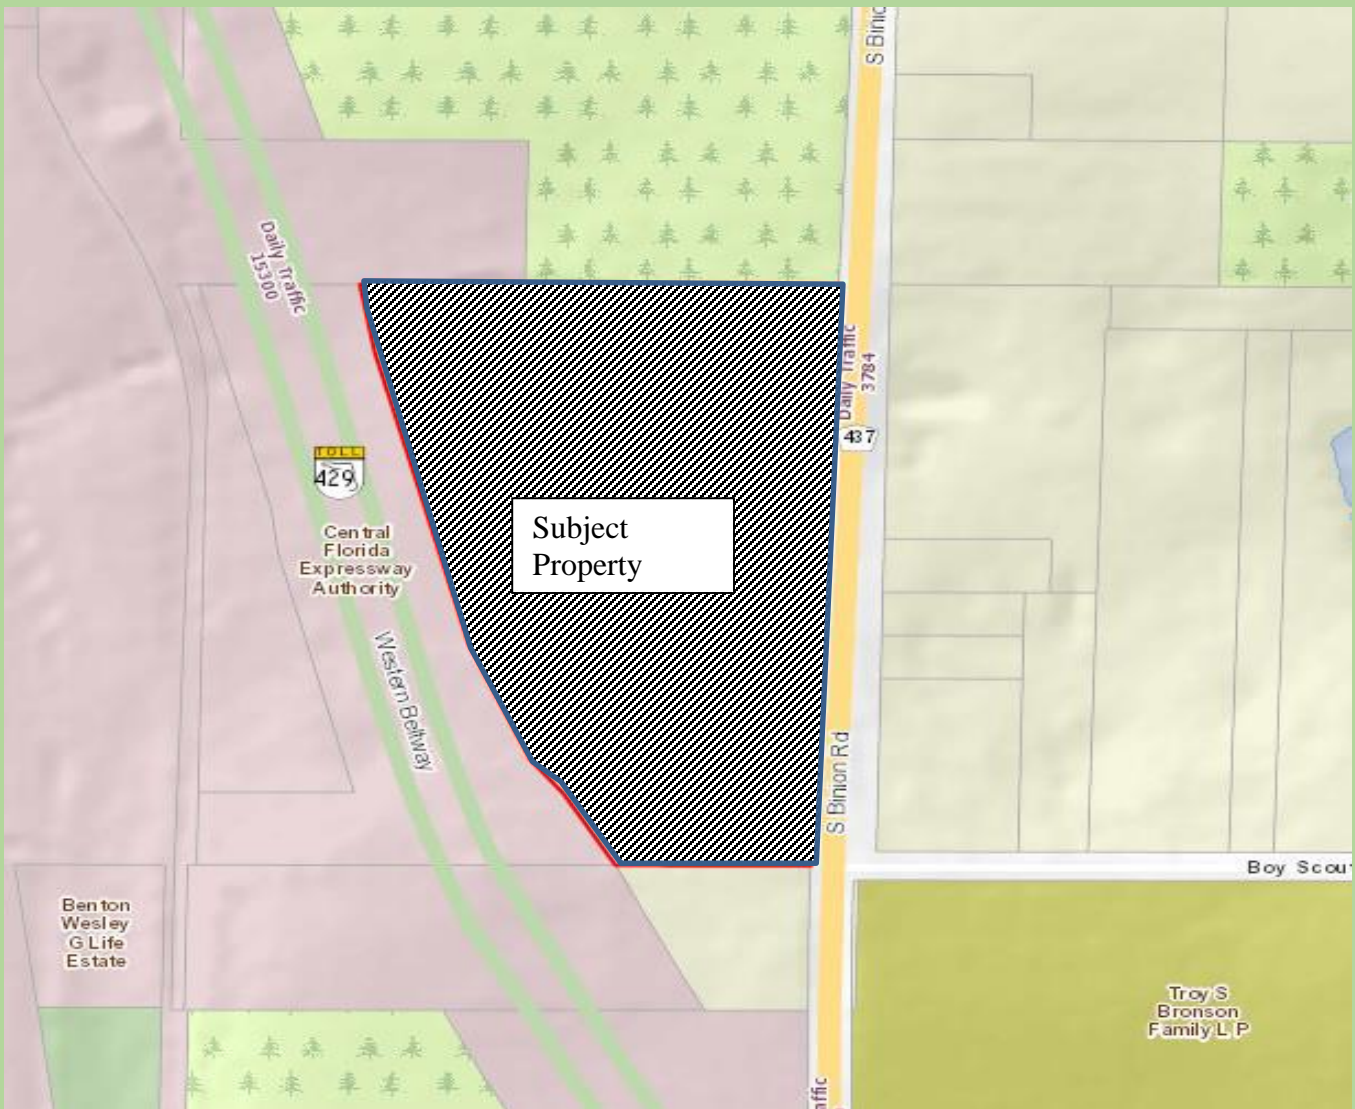 S Binic
Daily Traffic
15300
Daily Traffic
3784
437
TOLL
429
Subject
Property
Central
Florida
Expressway
Authority
Western Beltway
S Binion Rd
Boy Scou
Benton
Wesley
G Life
Estate
Troy S
Bronson
Family L P
affic